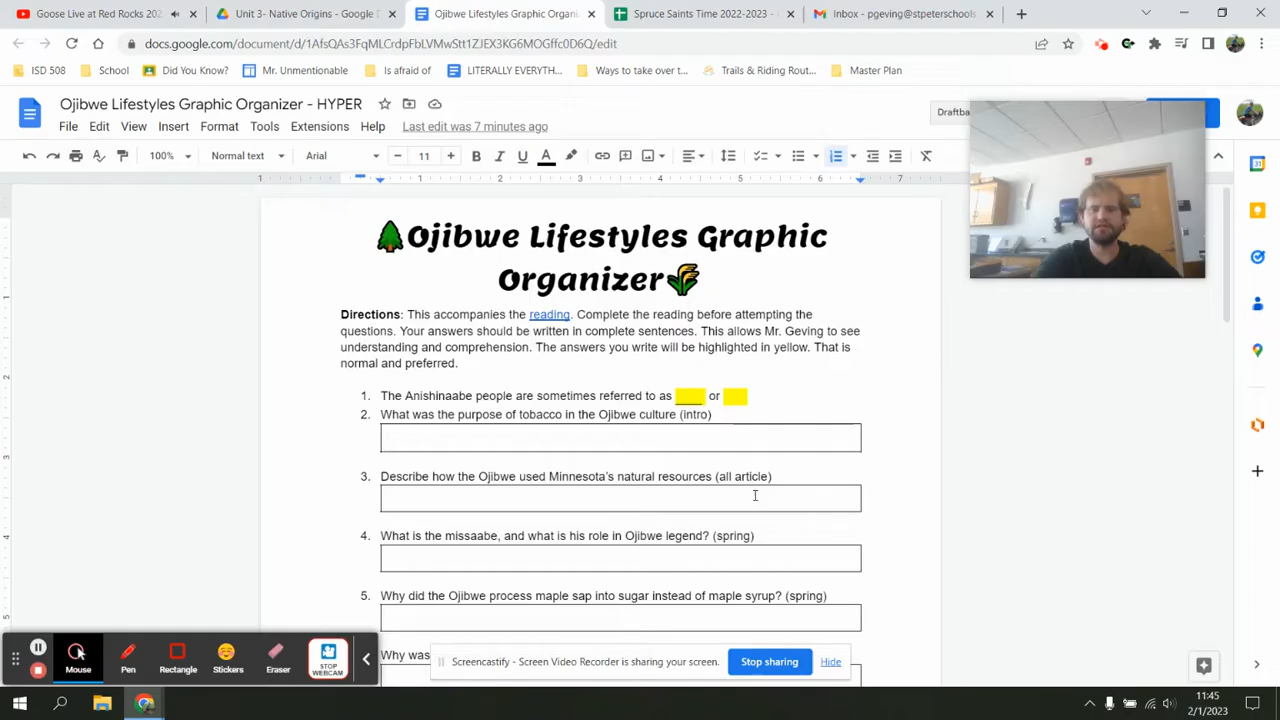 Goose Live at Red Rocks 202
Unit 3- Native Origins - Google D
Ojibwe Lifestyles Graphic Organiz
Spruce Saints Time 2022-2023 -
Inbox - pgeving@stpeterschools
docs.google.com/document/d/1AfsQAs3FqMLCrdpFbLVMwStt1ZjEX3KG6MOGffc0D6Q/edit
ISD 508
School
Did You Know?
Mr. Unmentionable
Is afraid of
LITERALLY EVERYTH...
Ways to take over t...
Trails & Riding Rout...
Master Plan
Ojibwe Lifestyles Graphic Organizer - HYPER
Draftba
File Edit View Insert Format Tools Extensions Help Last edit was 7 minutes ago
100% Normal text Arial 11
Ojibwe Lifestyles Graphic
Organizer
Directions: This accompanies the reading. Complete the reading before attempting the
questions. Your answers should be written in complete sentences. This allows Mr. Geving to see
understanding and comprehension. The answers you write will be highlighted in yellow. That is
normal and preferred.
1. The Anishinaabe people are sometimes referred to as ____ or
2. What was the purpose of tobacco in the Ojibwe culture (intro)
3. Describe how the Ojibwe used Minnesota's natural resources (all article)
4. What is the missaabe, and what is his role in Ojibwe legend? (spring)
5. Why did the Ojibwe process maple sap into sugar instead of maple syrup? (spring)
Why was
Mouse
Pen
Rectangle
Stickers
Eraser
STOP
WEBCAM
Screencastify - Screen Video Recorder is sharing your screen.
Stop sharing
Hide
11:45
2/1/2023